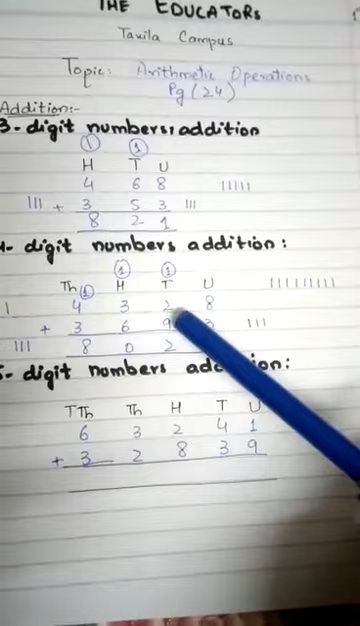 THE EDUCATORS
Tawila Campus
Topic: Arithmetic Operations
Pg (24)
Addition:-
3-digit numbers: addition
1 1
H T U
4 6 8 |||||
||| + 3 5 3 |||
8 2 1
4- digit numbers addition:
1 1
Th 1 H T U |||||||||
| 4 3 2 8
+ 3 6 9 3 |||
||| 8 0 2
5- digit numbers addition:
TTh Th H T U
6 3 2 4 1
+ 3 2 8 3 9